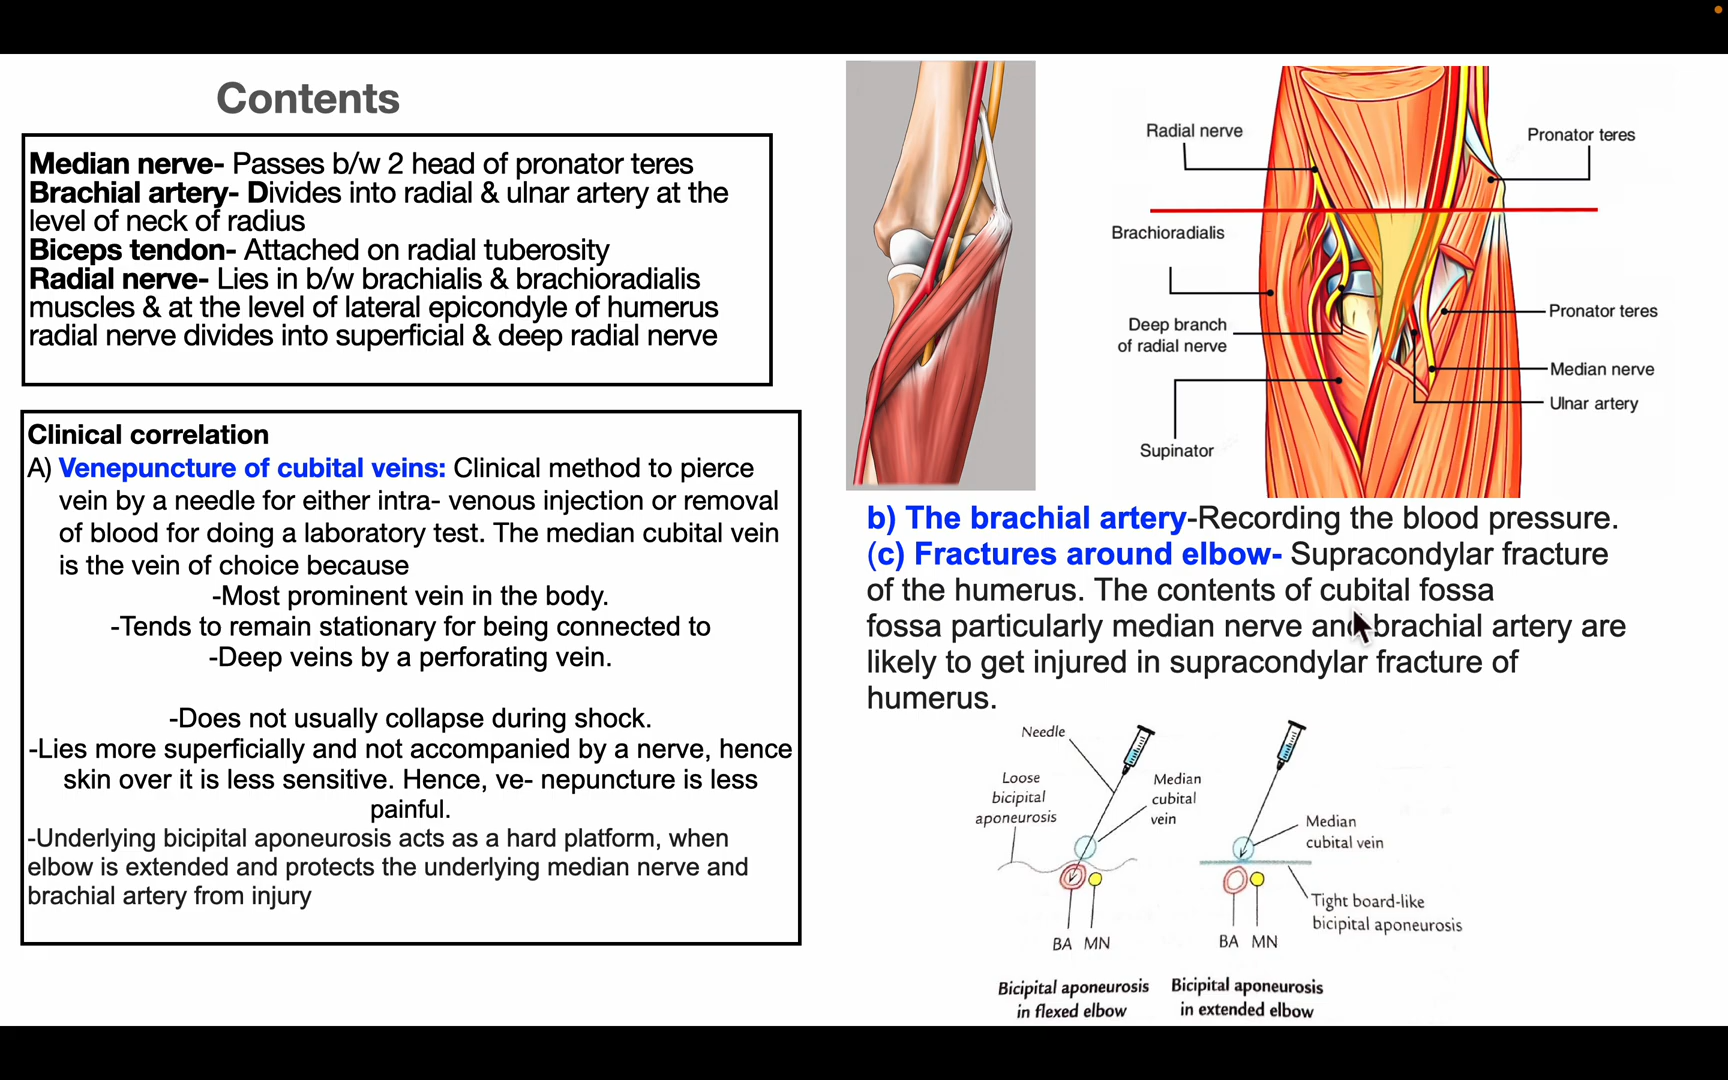 Contents
Median nerve- Passes b/w 2 head of pronator teres
Brachial artery- Divides into radial & ulnar artery at the
level of neck of radius
Biceps tendon- Attached on radial tuberosity
Radial nerve- Lies in b/w brachialis & brachioradialis
muscles & at the level of lateral epicondyle of humerus
radial nerve divides into superficial & deep radial nerve
Clinical correlation
A) Venepuncture of cubital veins: Clinical method to pierce
vein by a needle for either intra- venous injection or removal
of blood for doing a laboratory test. The median cubital vein
is the vein of choice because
-Most prominent vein in the body.
-Tends to remain stationary for being connected to
-Deep veins by a perforating vein.
-Does not usually collapse during shock.
-Lies more superficially and not accompanied by a nerve, hence
skin over it is less sensitive. Hence, ve- nepuncture is less
painful.
-Underlying bicipital aponeurosis acts as a hard platform, when
elbow is extended and protects the underlying median nerve and
brachial artery from injury
Radial nerve
Brachioradialis
Deep branch
of radial nerve
Supinator
Pronator teres
Pronator teres
Median nerve
Ulnar artery
b) The brachial artery-Recording the blood pressure.
(c) Fractures around elbow- Supracondylar fracture
of the humerus. The contents of cubital fossa
fossa particularly median nerve and brachial artery are
likely to get injured in supracondylar fracture of
humerus.
Needle
Loose
bicipital
aponeurosis
Median
cubital
vein
BA MN
Bicipital aponeurosis
in flexed elbow
Median
cubital vein
Tight board-like
bicipital aponeurosis
BA MN
Bicipital aponeurosis
in extended elbow